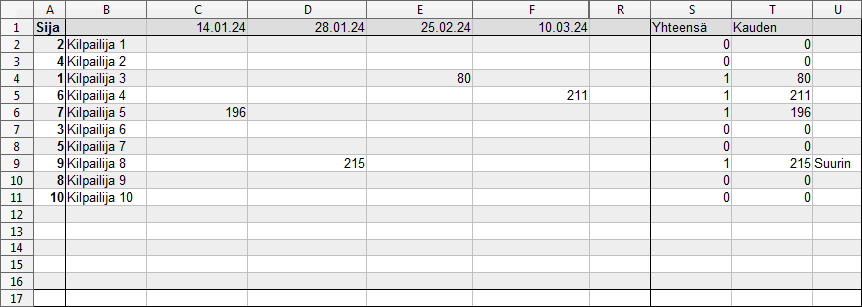 A B C D E F R S T U
1 Sija 14.01.24 28.01.24 25.02.24 10.03.24 Yhteensä Kauden
2 2 Kilpailija 1 0 0
3 4 Kilpailija 2 0 0
4 1 Kilpailija 3 80 1 80
5 6 Kilpailija 4 211 1 211
6 7 Kilpailija 5 196 1 196
7 3 Kilpailija 6 0 0
8 5 Kilpailija 7 0 0
9 9 Kilpailija 8 215 1 215 Suurin
10 8 Kilpailija 9 0 0
11 10 Kilpailija 10 0 0
12
13
14
15
16
17